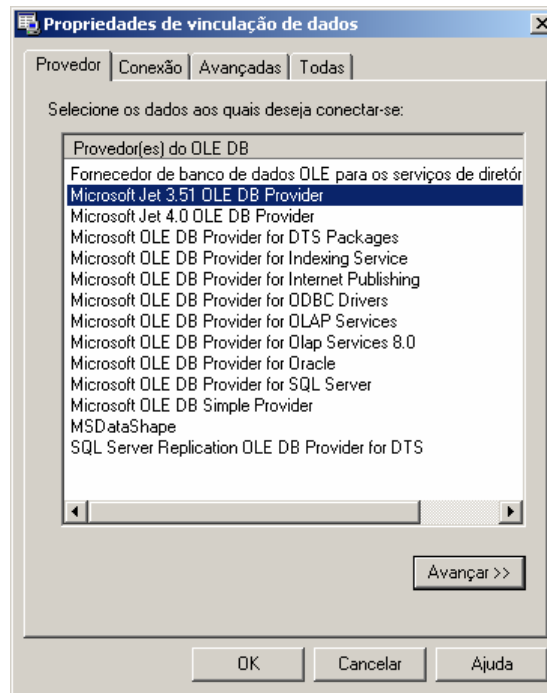 Propriedades de vinculação de dados
Provedor Conexão Avançadas Todas
Selecione os dados aos quais deseja conectar-se:
Provedor(es) do OLE DB
Fornecedor de banco de dados OLE para os serviços de diretór
Microsoft Jet 3.51 OLE DB Provider
Microsoft Jet 4.0 OLE DB Provider
Microsoft OLE DB Provider for DTS Packages
Microsoft OLE DB Provider for Indexing Service
Microsoft OLE DB Provider for Internet Publishing
Microsoft OLE DB Provider for ODBC Drivers
Microsoft OLE DB Provider for OLAP Services
Microsoft OLE DB Provider for Olap Services 8.0
Microsoft OLE DB Provider for Oracle
Microsoft OLE DB Provider for SQL Server
Microsoft OLE DB Simple Provider
MSDataShape
SQL Server Replication OLE DB Provider for DTS
Avançar >>
OK Cancelar Ajuda